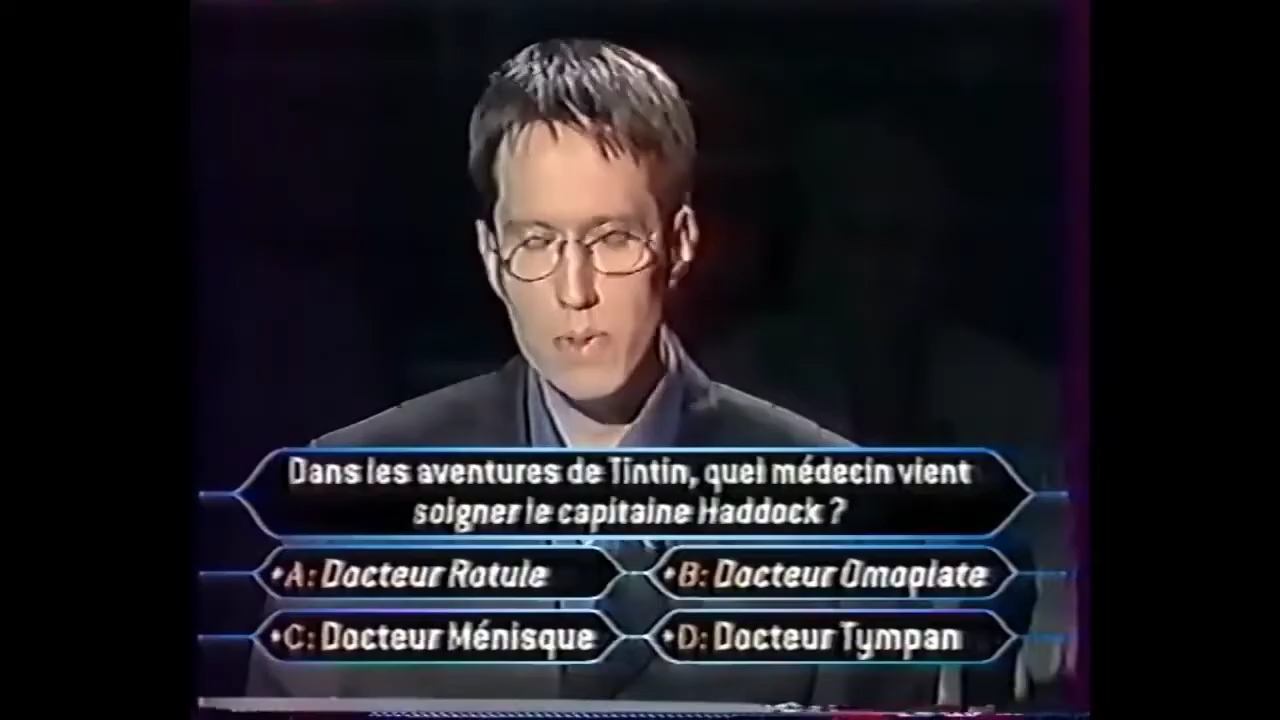 Dans les aventures de Tintin, quel médecin vient
soigner le capitaine Haddock ?
A: Docteur Rotule
B: Docteur Omoplate
C: Docteur Ménisque
D: Docteur Tympan